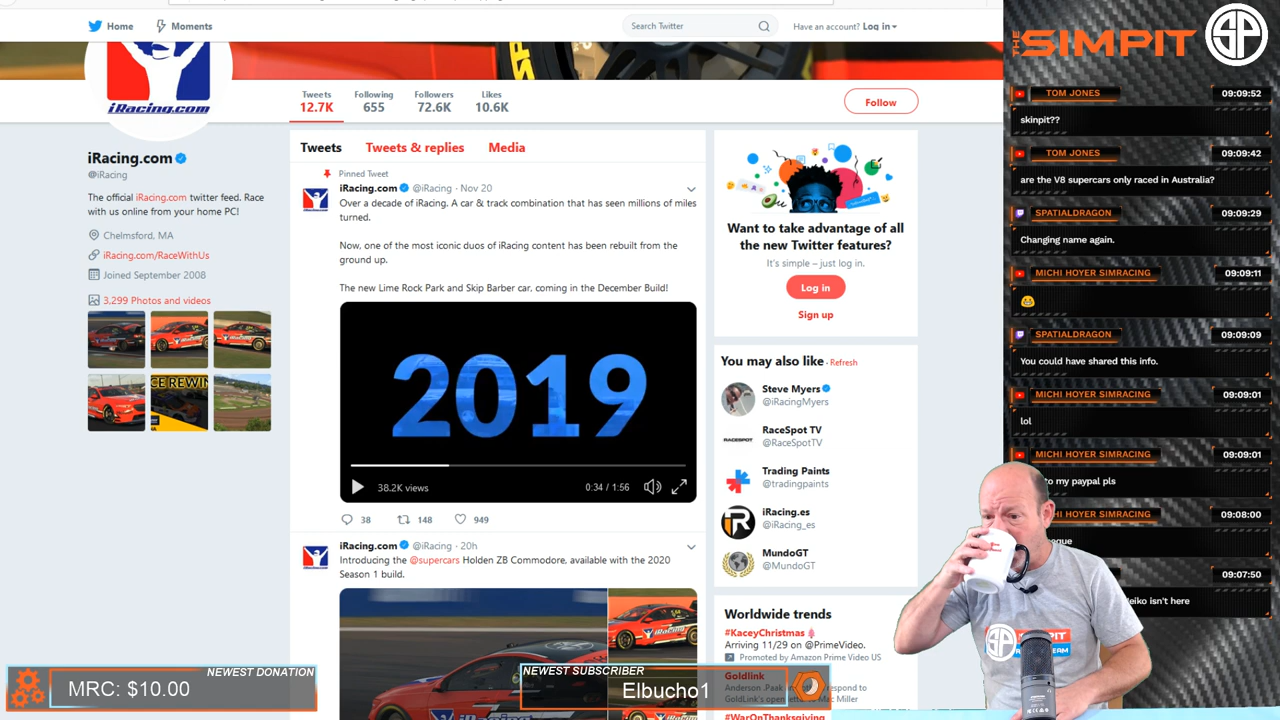 Home
Moments
Search Twitter
Have an account? Log in
iRacing.com
Tweets
12.7K
Following
655
Followers
72.6K
Likes
10.6K
Follow
iRacing.com
@iRacing
The official iRacing.com twitter feed. Race
with us online from your home PC!
Chelmsford, MA
iRacing.com/RaceWithUs
Joined September 2008
3,299 Photos and videos
Tweets
Tweets & replies
Media
Pinned Tweet
iRacing.com @iRacing · Nov 20
Over a decade of iRacing. A car & track combination that has seen millions of miles
turned.
Now, one of the most iconic duos of iRacing content has been rebuilt from the
ground up.
The new Lime Rock Park and Skip Barber car, coming in the December Build!
2019
38.2K views
0:34 / 1:56
38
148
949
iRacing.com @iRacing · 20h
Introducing the @supercars Holden ZB Commodore, available with the 2020
Season 1 build.
Want to take advantage of all
the new Twitter features?
It's simple – just log in.
Log in
Sign up
You may also like · Refresh
Steve Myers
@iRacingMyers
RACESPOT
RaceSpot TV
@RaceSpotTV
Trading Paints
@tradingpaints
iRacing.es
@iRacing_es
MundoGT
@MundoGT
Worldwide trends
#KaceyChristmas
Arriving 11/29 on @PrimeVideo.
Promoted by Amazon Prime Video US
Goldlink
Anderson .Paak
respond to
GoldLink's open
Mac Miller
#WarOnThanksgiving
THE SIMPIT
SP
TOM JONES
09:09:52
skinpit??
TOM JONES
09:09:42
are the V8 supercars only raced in Australia?
SPATIALDRAGON
09:09:29
Changing name again.
MICHI HOYER SIMRACING
09:09:11
SPATIALDRAGON
09:09:09
You could have shared this info.
MICHI HOYER SIMRACING
09:09:01
lol
MICHI HOYER SIMRACING
09:09:01
to my paypal pls
HOYER SIMRACING
09:08:00
09:07:50
isn't here
NEWEST DONATION
MRC: $10.00
NEWEST SUBSCRIBER
Elbucho1